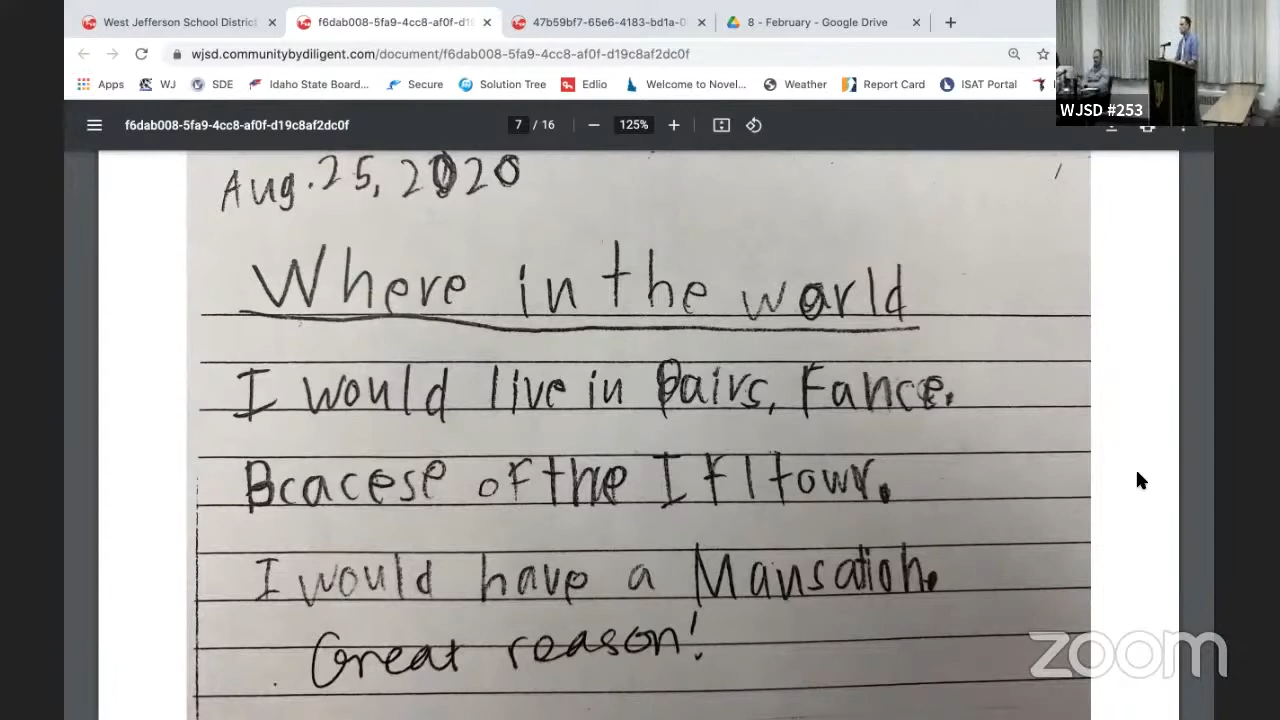 West Jefferson School Distric
f6dab008-5fa9-4cc8-af0f-d1
47b59bf7-65e6-4183-bd1a-0
8 - February - Google Drive
wjsd.communitybydiligent.com/document/f6dab008-5fa9-4cc8-af0f-d19c8af2dc0f
Apps WJ SDE Idaho State Board... Secure Solution Tree Edlio Welcome to Novel... Weather Report Card ISAT Portal
WJSD #253
f6dab008-5fa9-4cc8-af0f-d19c8af2dc0f 7 / 16 125%
Aug. 25, 2020
Where in the world
I would live in Pairs, Fance.
Bcacese of the Ifl towr.
I would have a Mansation.
Great reason!
zoom